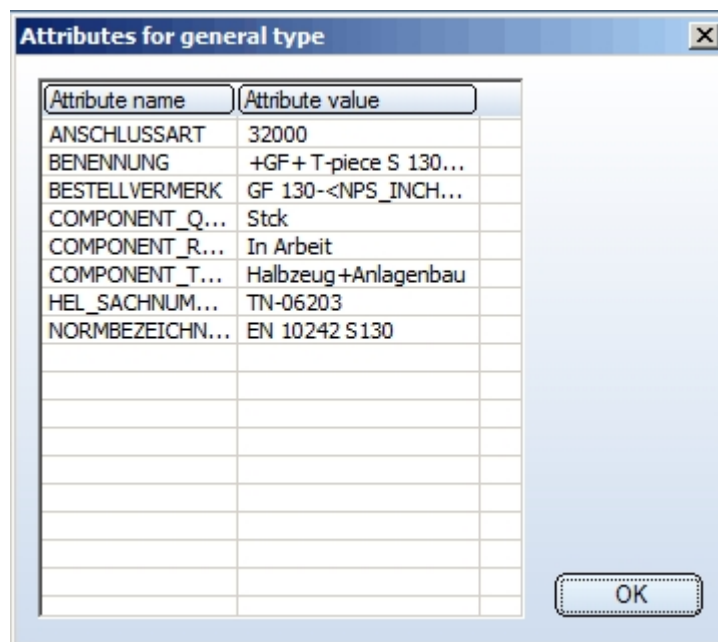 Attributes for general type
Attribute name Attribute value
ANSCHLUSSART 32000
BENENNUNG +GF+ T-piece S 130...
BESTELLVERMERK GF 130-<NPS_INCH...
COMPONENT_Q... Stck
COMPONENT_R... In Arbeit
COMPONENT_T... Halbzeug+Anlagenbau
HEL_SACHNUM... TN-06203
NORMBEZEICHN... EN 10242 S130
OK